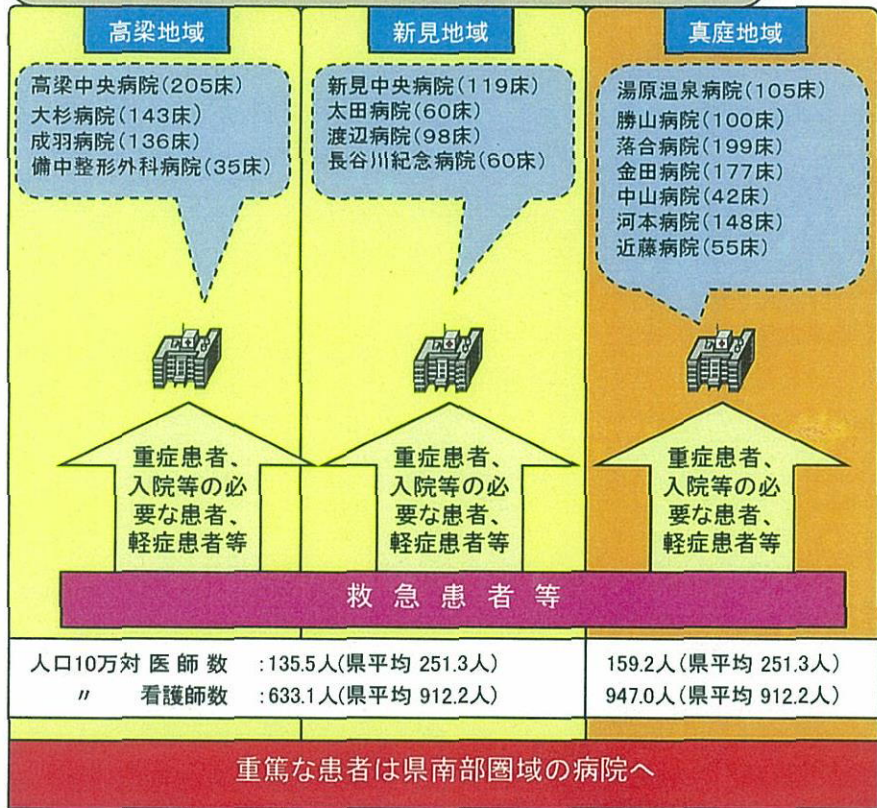 高梁地域
高梁中央病院(205床)
大杉病院(143床)
成羽病院(136床)
備中整形外科病院(35床)
新見地域
新見中央病院(119床)
太田病院(60床)
渡辺病院(98床)
長谷川紀念病院(60床)
真庭地域
湯原温泉病院(105床)
勝山病院(100床)
落合病院(199床)
金田病院(177床)
中山病院(42床)
河本病院(148床)
近藤病院(55床)
重症患者、
入院等の必
要な患者、
軽症患者等
重症患者、
入院等の必
要な患者、
軽症患者等
重症患者、
入院等の必
要な患者、
軽症患者等
救急患者等
人口10万対 医師数 :135.5人(県平均 251.3人) 159.2人(県平均 251.3人)
〃 看護師数 :633.1人(県平均 912.2人) 947.0人(県平均 912.2人)
重篤な患者は県南部圏域の病院へ